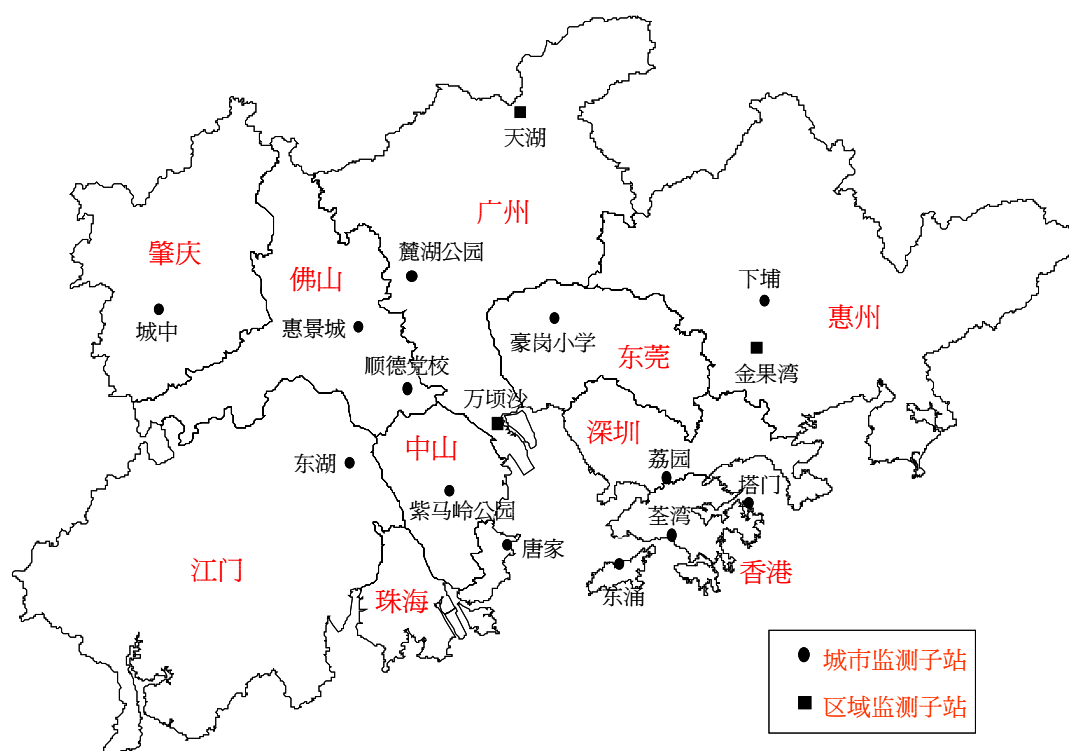 天湖
广州
肇庆
麓湖公园
佛山
下埔
城中
惠景城
豪岗小学
惠州
东莞
金果湾
顺德党校
万顷沙
深圳
中山
东湖
荔园
塔门
紫马岭公园
荃湾
唐家
江门
香港
珠海
东涌
城市监测子站
区域监测子站